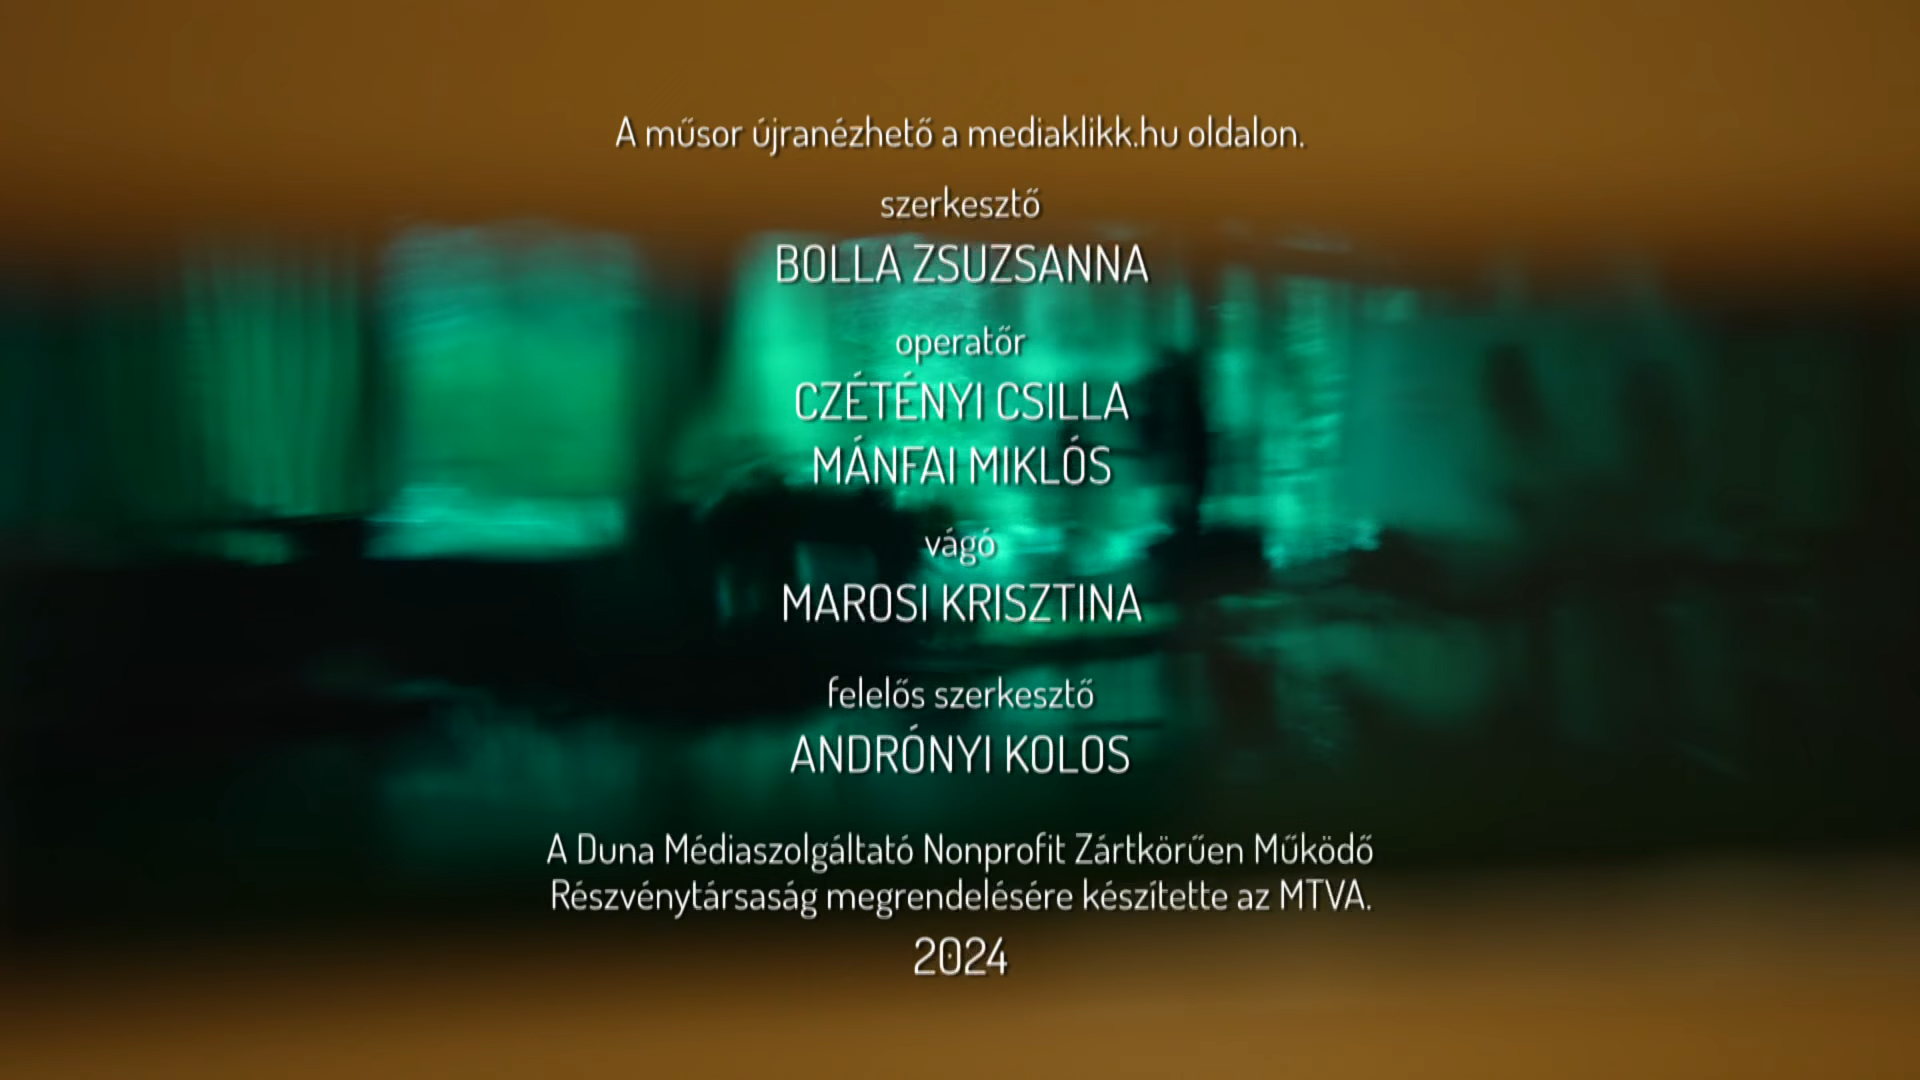 A műsor újranézhető a mediaklikk.hu oldalon.
szerkesztő
BOLLA ZSUZSANNA
operatőr
CZÉTÉNYI CSILLA
MÁNFAI MIKLÓS
vágó
MAROSI KRISZTINA
felelős szerkesztő
ANDRÓNYI KOLOS
A Duna Médiaszolgáltató Nonprofit Zártkörűen Működő
Részvénytársaság megrendelésére készítette az MTVA.
2024